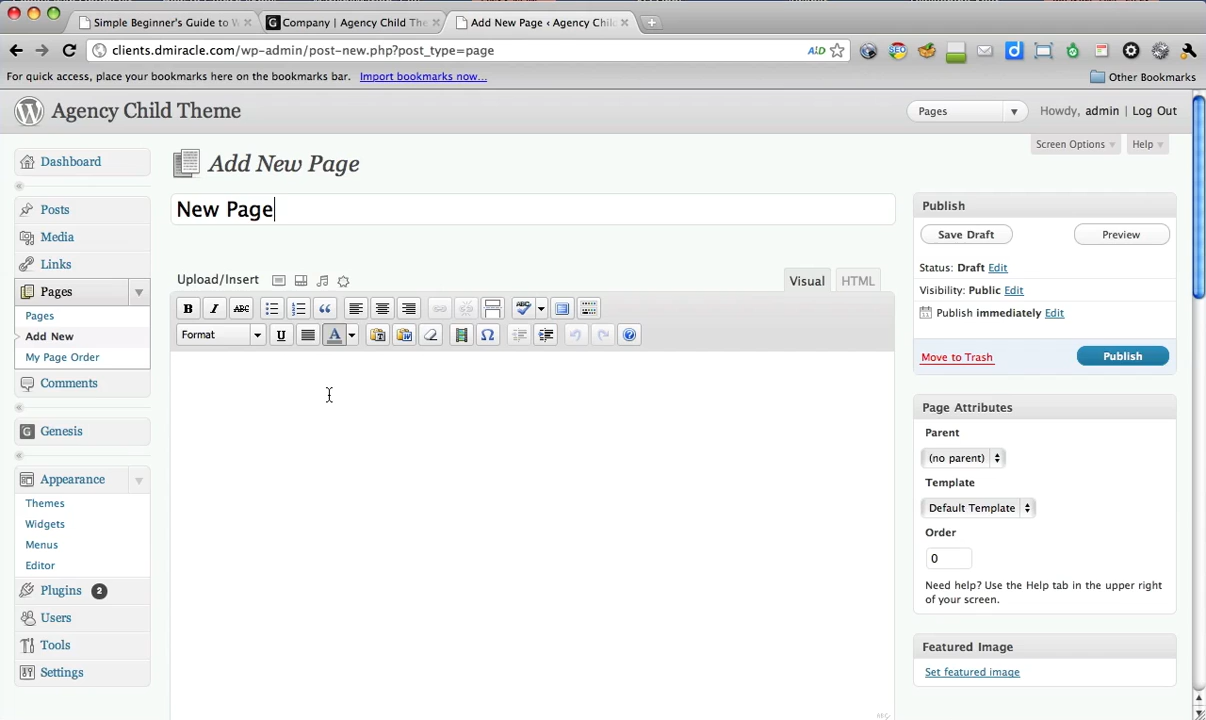 Simple Beginner's Guide to W
Company | Agency Child The
Add New Page ‹ Agency Chil
clients.dmiracle.com/wp-admin/post-new.php?post_type=page
For quick access, place your bookmarks here on the bookmarks bar. Import bookmarks now...
Other Bookmarks
Agency Child Theme
Pages
Howdy, admin | Log Out
Screen Options
Help
Dashboard
Posts
Media
Links
Pages
Pages
Add New
My Page Order
Comments
Genesis
Appearance
Themes
Widgets
Menus
Editor
Plugins 2
Users
Tools
Settings
Add New Page
New Page
Upload/Insert
Visual
HTML
B I ABC
ABC
Format
U
A
Ω
Publish
Save Draft
Preview
Status: Draft Edit
Visibility: Public Edit
Publish immediately Edit
Move to Trash
Publish
Page Attributes
Parent
(no parent)
Template
Default Template
Order
0
Need help? Use the Help tab in the upper right
of your screen.
Featured Image
Set featured image